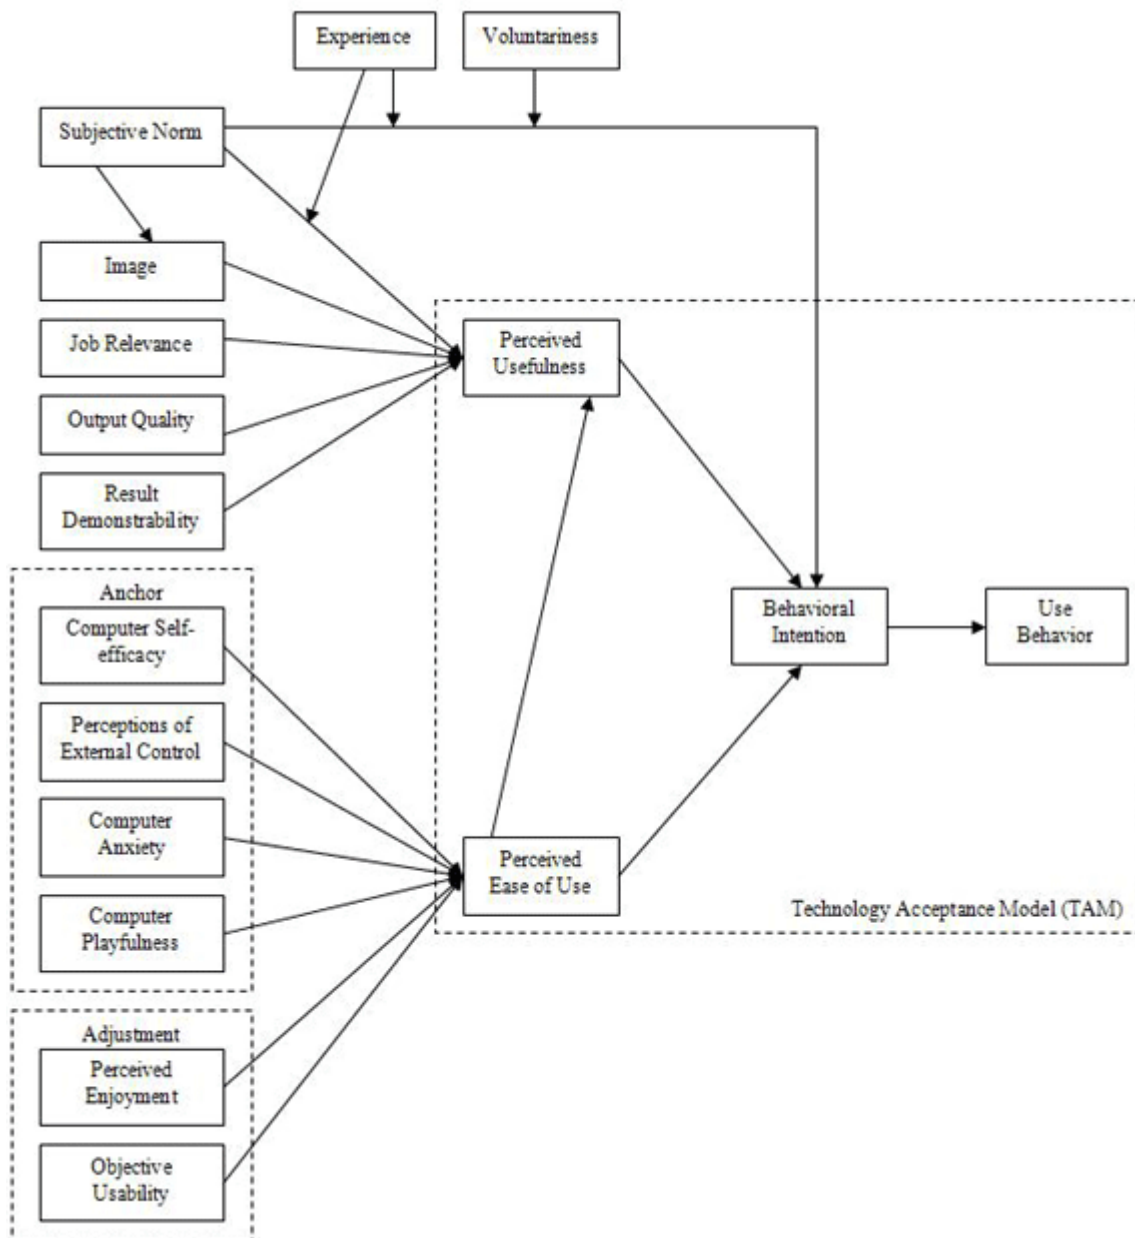 Experience
Voluntariness
Subjective Norm
Image
Job Relevance
Output Quality
Result
Demonstrability
Perceived
Usefulness
Anchor
Computer Self-
efficacy
Perceptions of
External Control
Computer
Anxiety
Computer
Playfulness
Behavioral
Intention
Use
Behavior
Perceived
Ease of Use
Technology Acceptance Model (TAM)
Adjustment
Perceived
Enjoyment
Objective
Usability